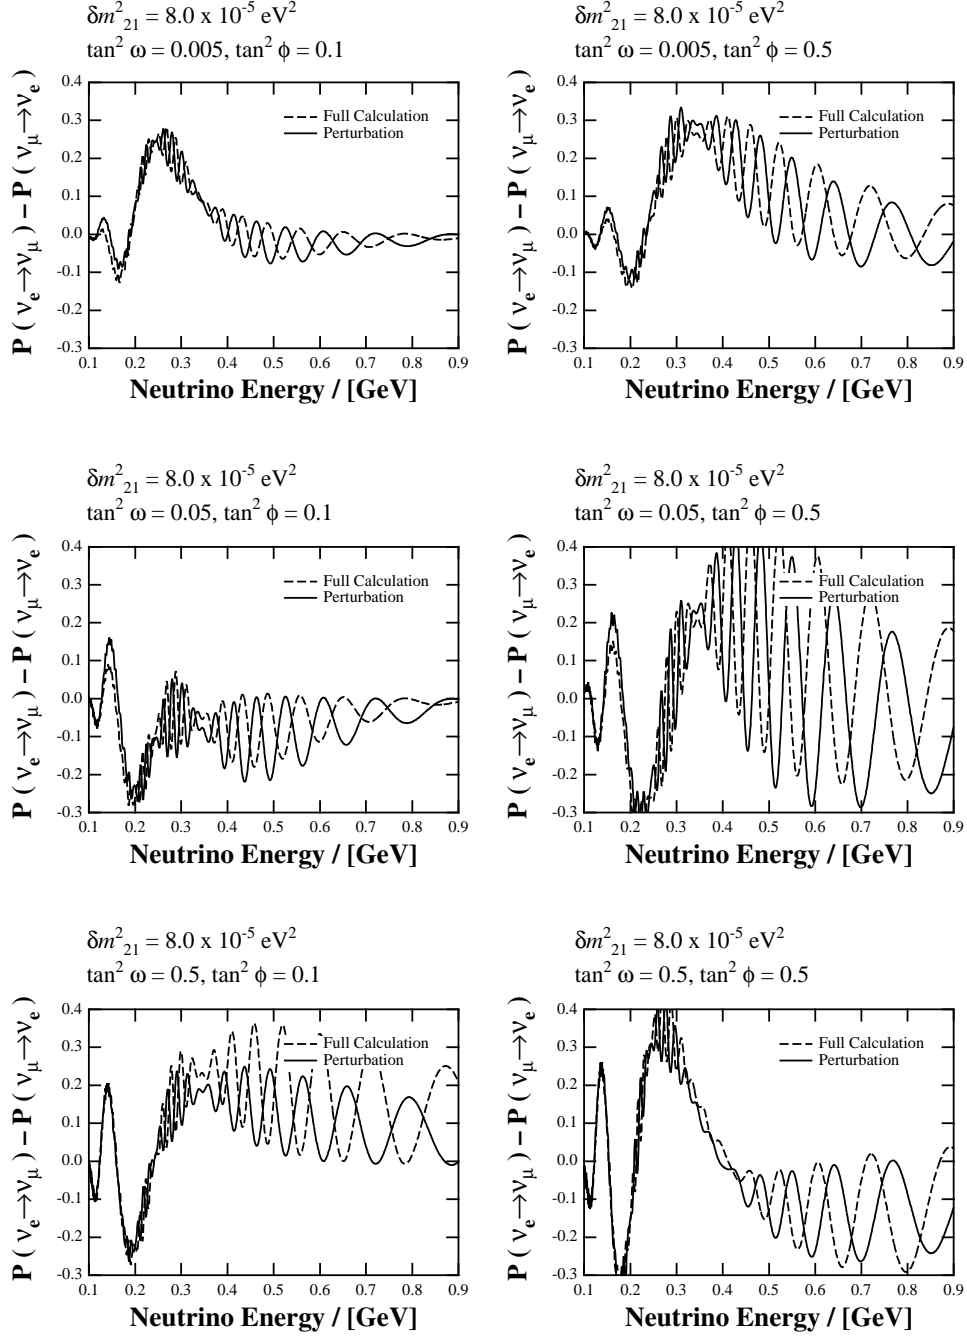 δm²₂₁ = 8.0 x 10⁻⁵ eV²
tan² ω = 0.005, tan² φ = 0.1
P ( νe→νμ ) − P ( νμ→νe )
0.4
0.3
0.2
0.1
0.0
-0.1
-0.2
-0.3
Full Calculation
Perturbation
0.1 0.2 0.3 0.4 0.5 0.6 0.7 0.8 0.9
Neutrino Energy / [GeV]
δm²₂₁ = 8.0 x 10⁻⁵ eV²
tan² ω = 0.005, tan² φ = 0.5
P ( νe→νμ ) − P ( νμ→νe )
0.4
0.3
0.2
0.1
0.0
-0.1
-0.2
-0.3
Full Calculation
Perturbation
0.1 0.2 0.3 0.4 0.5 0.6 0.7 0.8 0.9
Neutrino Energy / [GeV]
δm²₂₁ = 8.0 x 10⁻⁵ eV²
tan² ω = 0.05, tan² φ = 0.1
P ( νe→νμ ) − P ( νμ→νe )
0.4
0.3
0.2
0.1
0.0
-0.1
-0.2
-0.3
Full Calculation
Perturbation
0.1 0.2 0.3 0.4 0.5 0.6 0.7 0.8 0.9
Neutrino Energy / [GeV]
δm²₂₁ = 8.0 x 10⁻⁵ eV²
tan² ω = 0.05, tan² φ = 0.5
P ( νe→νμ ) − P ( νμ→νe )
0.4
0.3
0.2
0.1
0.0
-0.1
-0.2
-0.3
Full Calculation
Perturbation
0.1 0.2 0.3 0.4 0.5 0.6 0.7 0.8 0.9
Neutrino Energy / [GeV]
δm²₂₁ = 8.0 x 10⁻⁵ eV²
tan² ω = 0.5, tan² φ = 0.1
P ( νe→νμ ) − P ( νμ→νe )
0.4
0.3
0.2
0.1
0.0
-0.1
-0.2
-0.3
Full Calculation
Perturbation
0.1 0.2 0.3 0.4 0.5 0.6 0.7 0.8 0.9
Neutrino Energy / [GeV]
δm²₂₁ = 8.0 x 10⁻⁵ eV²
tan² ω = 0.5, tan² φ = 0.5
P ( νe→νμ ) − P ( νμ→νe )
0.4
0.3
0.2
0.1
0.0
-0.1
-0.2
-0.3
Full Calculation
Perturbation
0.1 0.2 0.3 0.4 0.5 0.6 0.7 0.8 0.9
Neutrino Energy / [GeV]